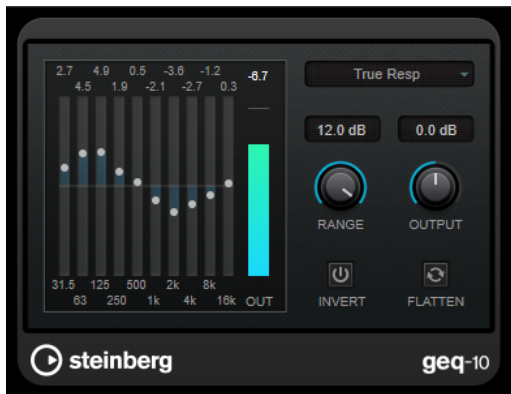 2.7 4.9 0.5 -3.6 -1.2 -8.7
4.5 1.9 -2.1 -2.7 0.3
True Resp
12.0 dB 0.0 dB
RANGE OUTPUT
31.5 125 500 2k 8k
63 250 1k 4k 16k OUT
INVERT FLATTEN
steinberg geq-10